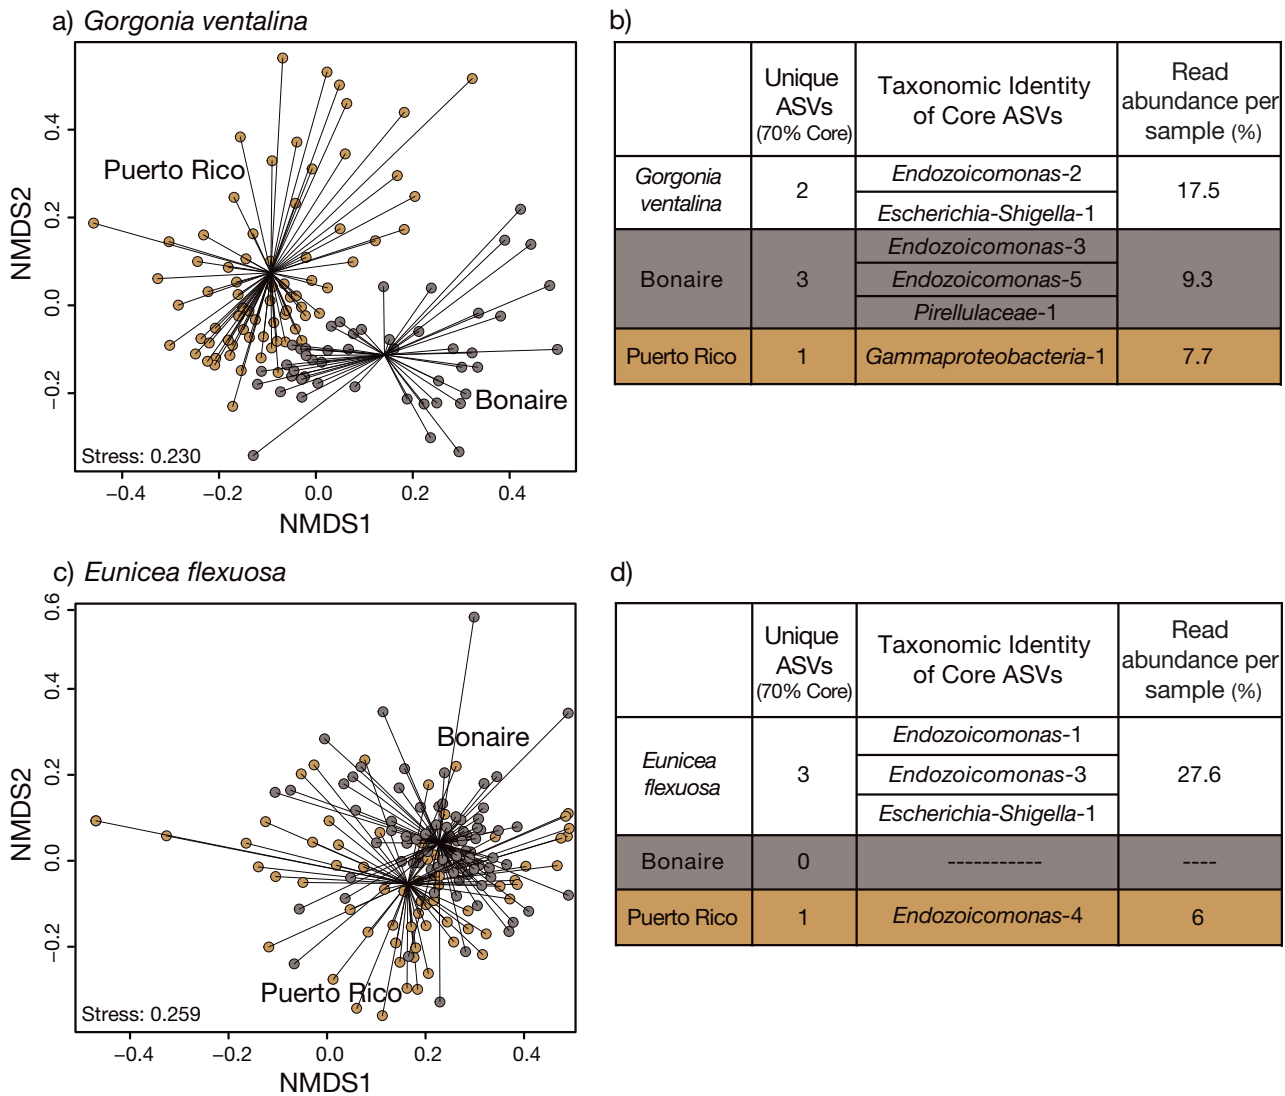 a) Gorgonia ventalina
Puerto Rico
Bonaire
Stress: 0.230
NMDS2
0.4
0.2
0.0
−0.2
−0.4
−0.2
0.0
0.2
0.4
NMDS1
b)
Unique ASVs (70% Core)
Taxonomic Identity of Core ASVs
Read abundance per sample (%)
Gorgonia ventalina
2
Endozoicomonas-2
Escherichia-Shigella-1
17.5
Bonaire
3
Endozoicomonas-3
Endozoicomonas-5
Pirellulaceae-1
9.3
Puerto Rico
1
Gammaproteobacteria-1
7.7
c) Eunicea flexuosa
Bonaire
Puerto Rico
Stress: 0.259
NMDS2
0.6
0.4
0.2
0.0
−0.2
−0.4
−0.2
0.0
0.2
0.4
NMDS1
d)
Unique ASVs (70% Core)
Taxonomic Identity of Core ASVs
Read abundance per sample (%)
Eunicea flexuosa
3
Endozoicomonas-1
Endozoicomonas-3
Escherichia-Shigella-1
27.6
Bonaire
0
-----------
----
Puerto Rico
1
Endozoicomonas-4
6